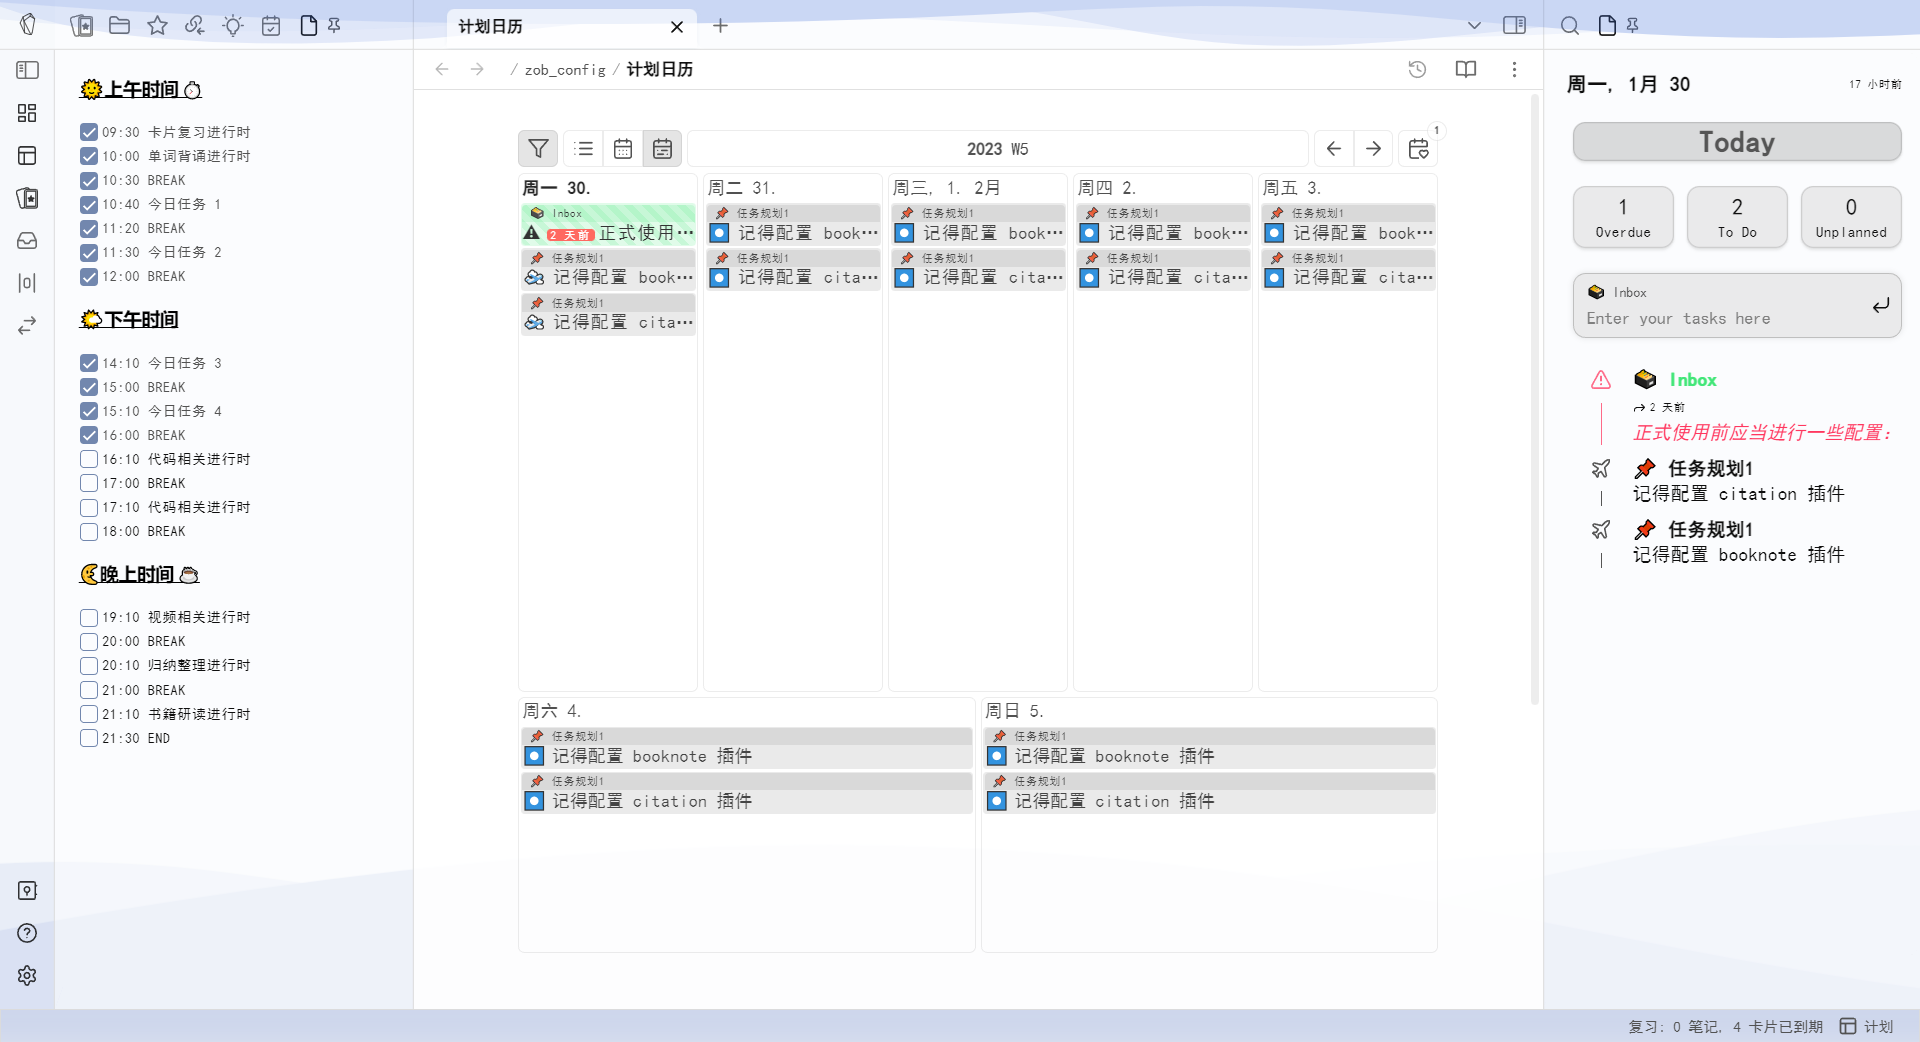 上午时间
09:30 卡片复习进行时
10:00 单词背诵进行时
10:30 BREAK
10:40 今日任务 1
11:20 BREAK
11:30 今日任务 2
12:00 BREAK
下午时间
14:10 今日任务 3
15:00 BREAK
15:10 今日任务 4
16:00 BREAK
16:10 代码相关进行时
17:00 BREAK
17:10 代码相关进行时
18:00 BREAK
晚上时间
19:10 视频相关进行时
20:00 BREAK
20:10 归纳整理进行时
21:00 BREAK
21:10 书籍研读进行时
21:30 END
计划日历
/ zob_config / 计划日历
2023 W5
1
周一 30.
Inbox
2 天前 正式使用…
任务规划1
记得配置 book…
任务规划1
记得配置 cita…
周二 31.
任务规划1
记得配置 book…
任务规划1
记得配置 cita…
周三, 1. 2月
任务规划1
记得配置 book…
任务规划1
记得配置 cita…
周四 2.
任务规划1
记得配置 book…
任务规划1
记得配置 cita…
周五 3.
任务规划1
记得配置 book…
任务规划1
记得配置 cita…
周六 4.
任务规划1
记得配置 booknote 插件
任务规划1
记得配置 citation 插件
周日 5.
任务规划1
记得配置 booknote 插件
任务规划1
记得配置 citation 插件
周一, 1月 30
17 小时前
Today
1
Overdue
2
To Do
0
Unplanned
Inbox
Enter your tasks here
Inbox
2 天前
正式使用前应当进行一些配置：
任务规划1
记得配置 citation 插件
任务规划1
记得配置 booknote 插件
复习: 0 笔记, 4 卡片已到期 计划